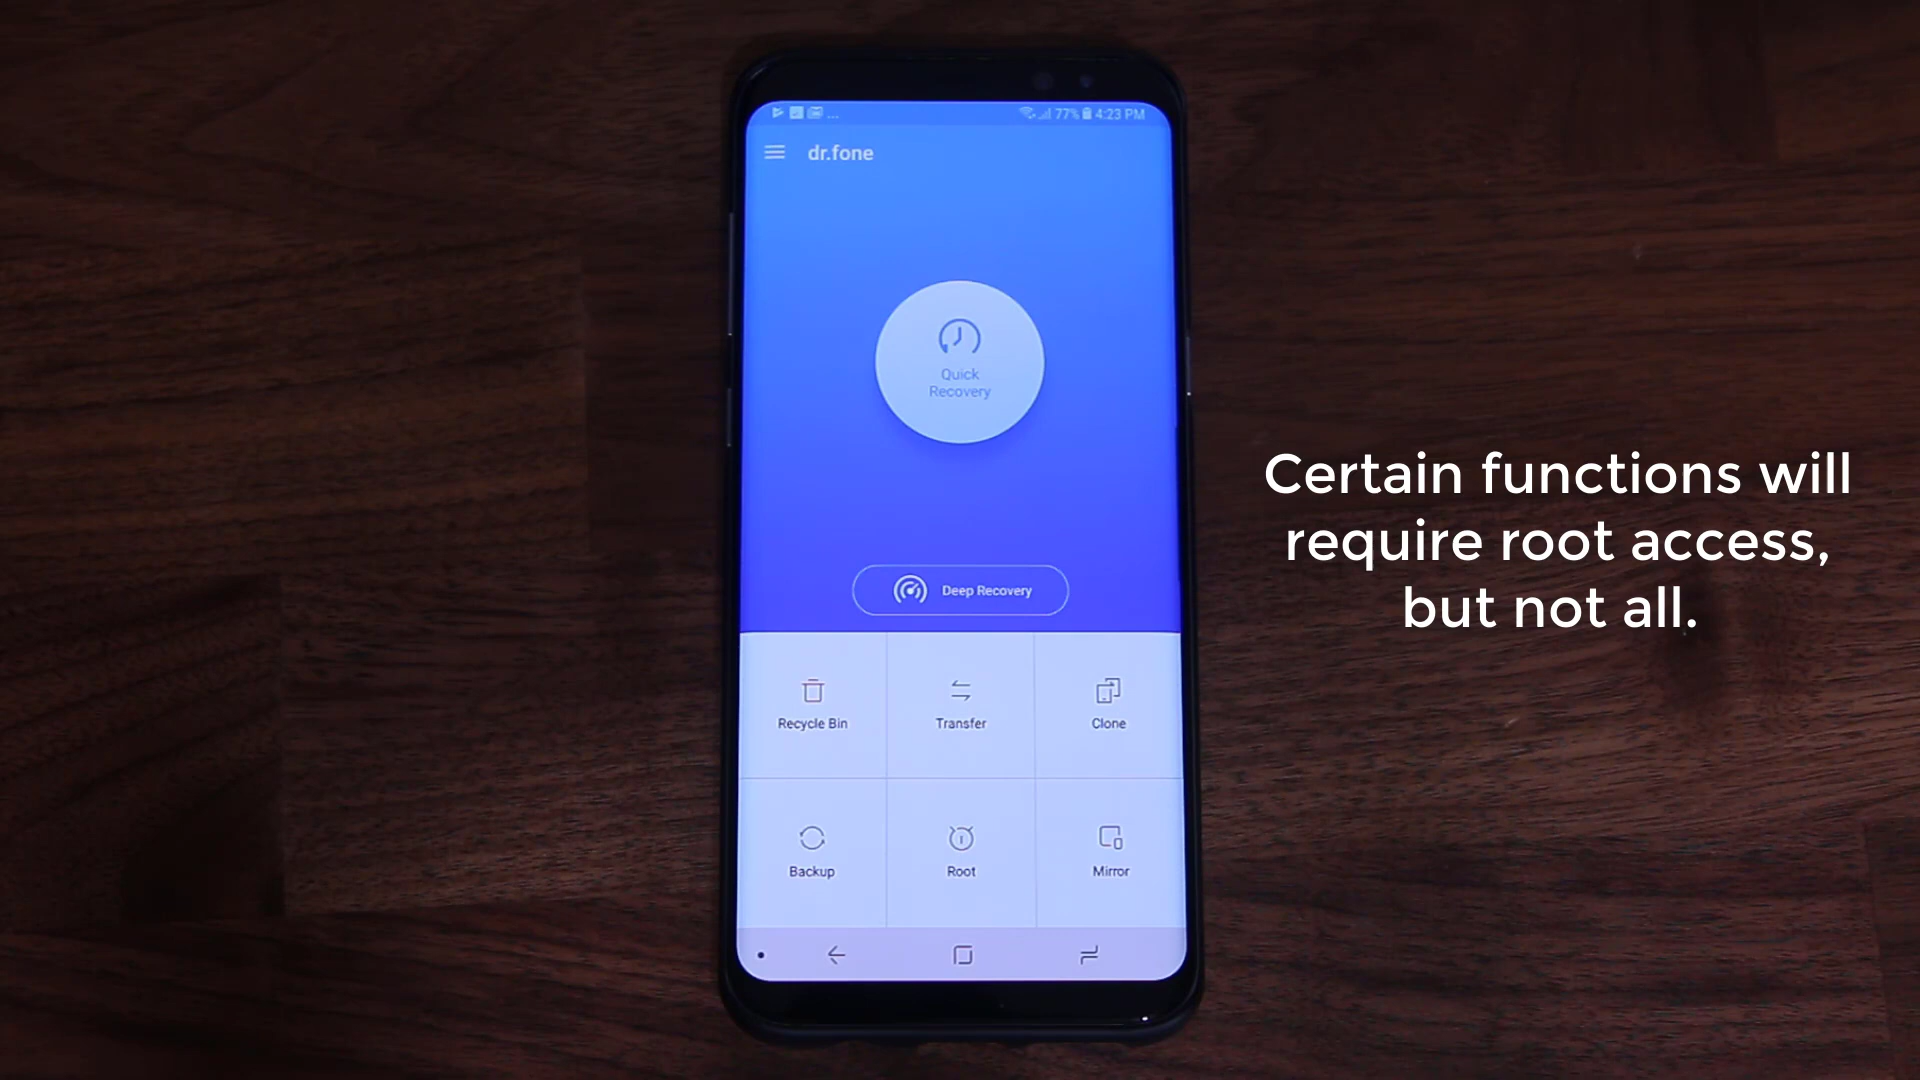 77% 4:23 PM
dr.fone
Quick
Recovery
Deep Recovery
Recycle Bin
Transfer
Clone
Backup
Root
Mirror
Certain functions will
require root access,
but not all.